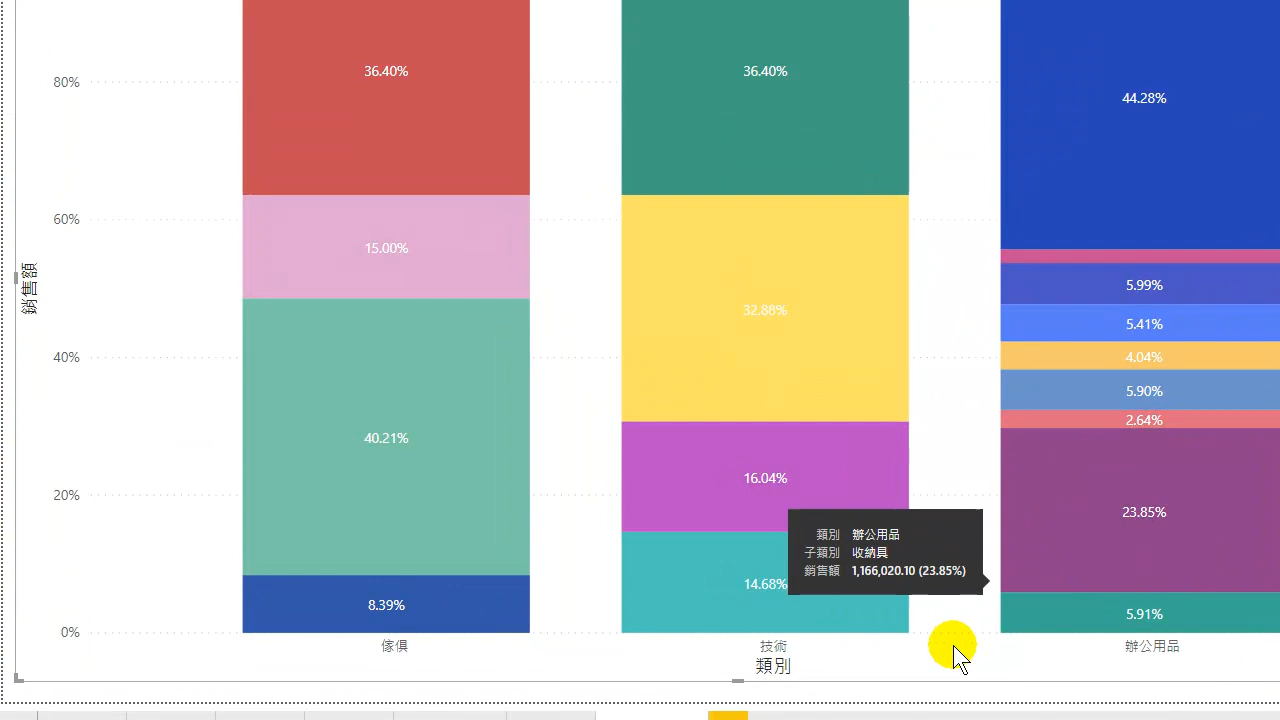 80%
60%
40%
20%
0%
銷售額
36.40%
15.00%
40.21%
8.39%
36.40%
32.88%
16.04%
14.68%
44.28%
5.99%
5.41%
4.04%
5.90%
2.64%
23.85%
5.91%
類別 辦公用品
子類別 收納具
銷售額 1,166,020.10 (23.85%)
傢俱
技術
辦公用品
類別